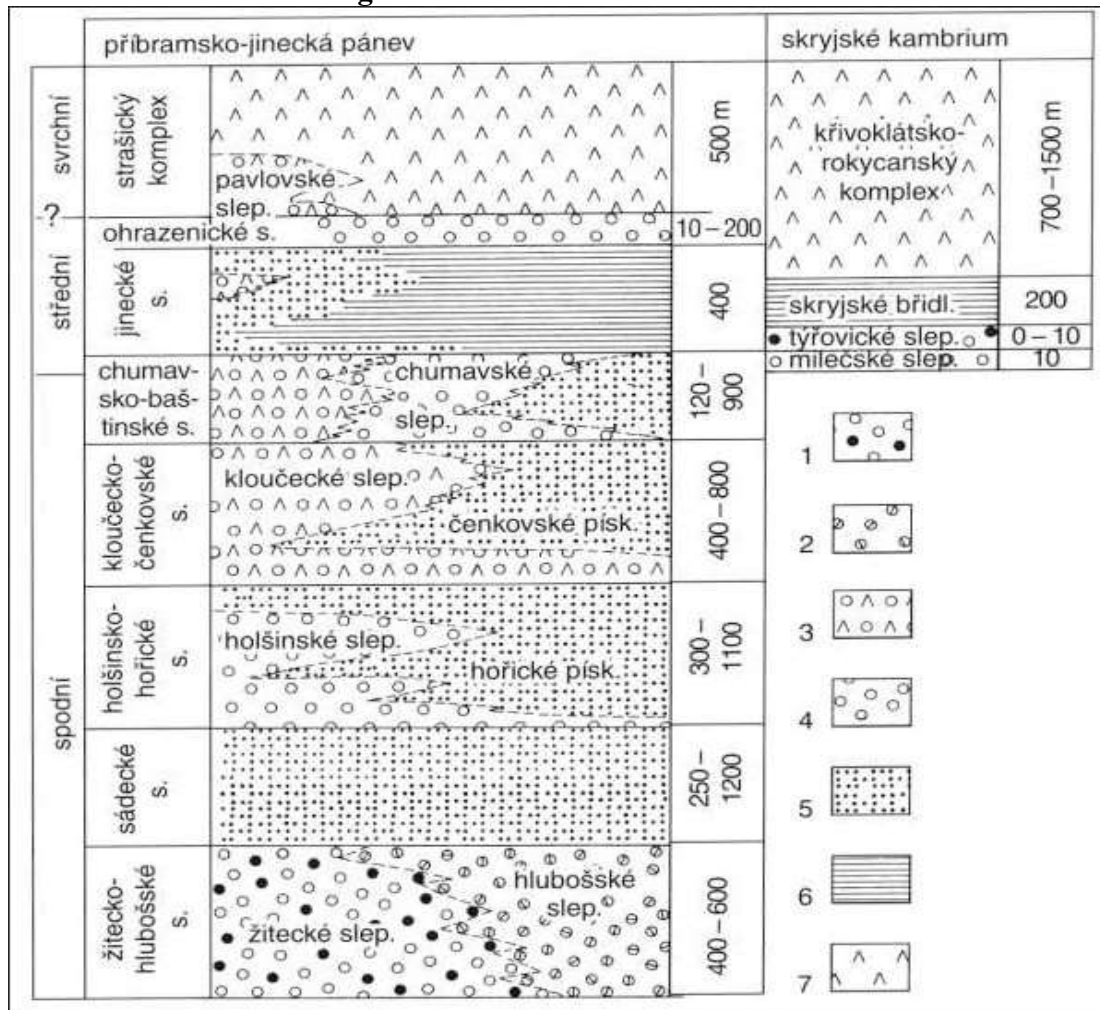 příbramsko-jinecká pánev
skryjské kambrium
svrchní
?
střední
spodní
strašický
komplex
pavlovské
slep.
500 m
ohrazenické s.
10 – 200
jinecké
s.
400
chumav-
sko-baš-
tinské s.
chumavské
slep.
120 –
900
kloučecko-
čenkovské
s.
kloučecké slep.
čenkovské písk.
400 – 800
holšinsko-
hořické
s.
holšinské slep.
hořické písk.
300 –
1100
sádecké
s.
250 –
1200
žitecko-
hlubošské
s.
žitecké slep.
hlubošské
slep.
400 – 600
křivoklátsko-
rokycanský
komplex
700 – 1500 m
skryjské břidl.
200
týřovické slep.
0 – 10
milečské slep.
10
1
2
3
4
5
6
7